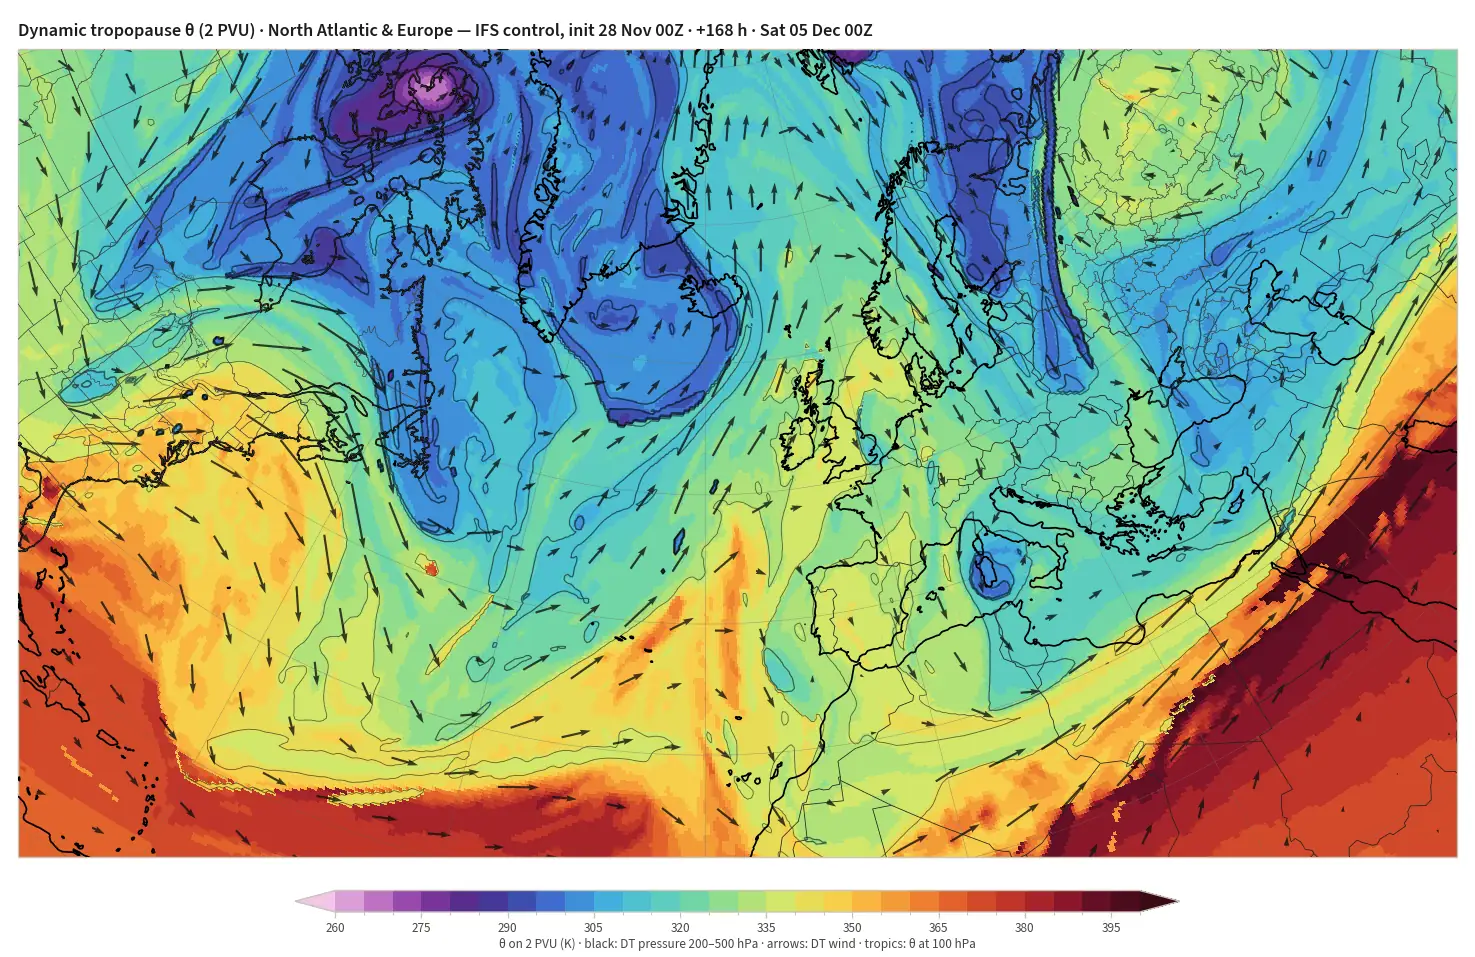 Dynamic tropopause θ (2 PVU) · North Atlantic & Europe — IFS control, init 28 Nov 00Z · +168 h · Sat 05 Dec 00Z
260 275 290 305 320 335 350 365 380 395
θ on 2 PVU (K) · black: DT pressure 200–500 hPa · arrows: DT wind · tropics: θ at 100 hPa